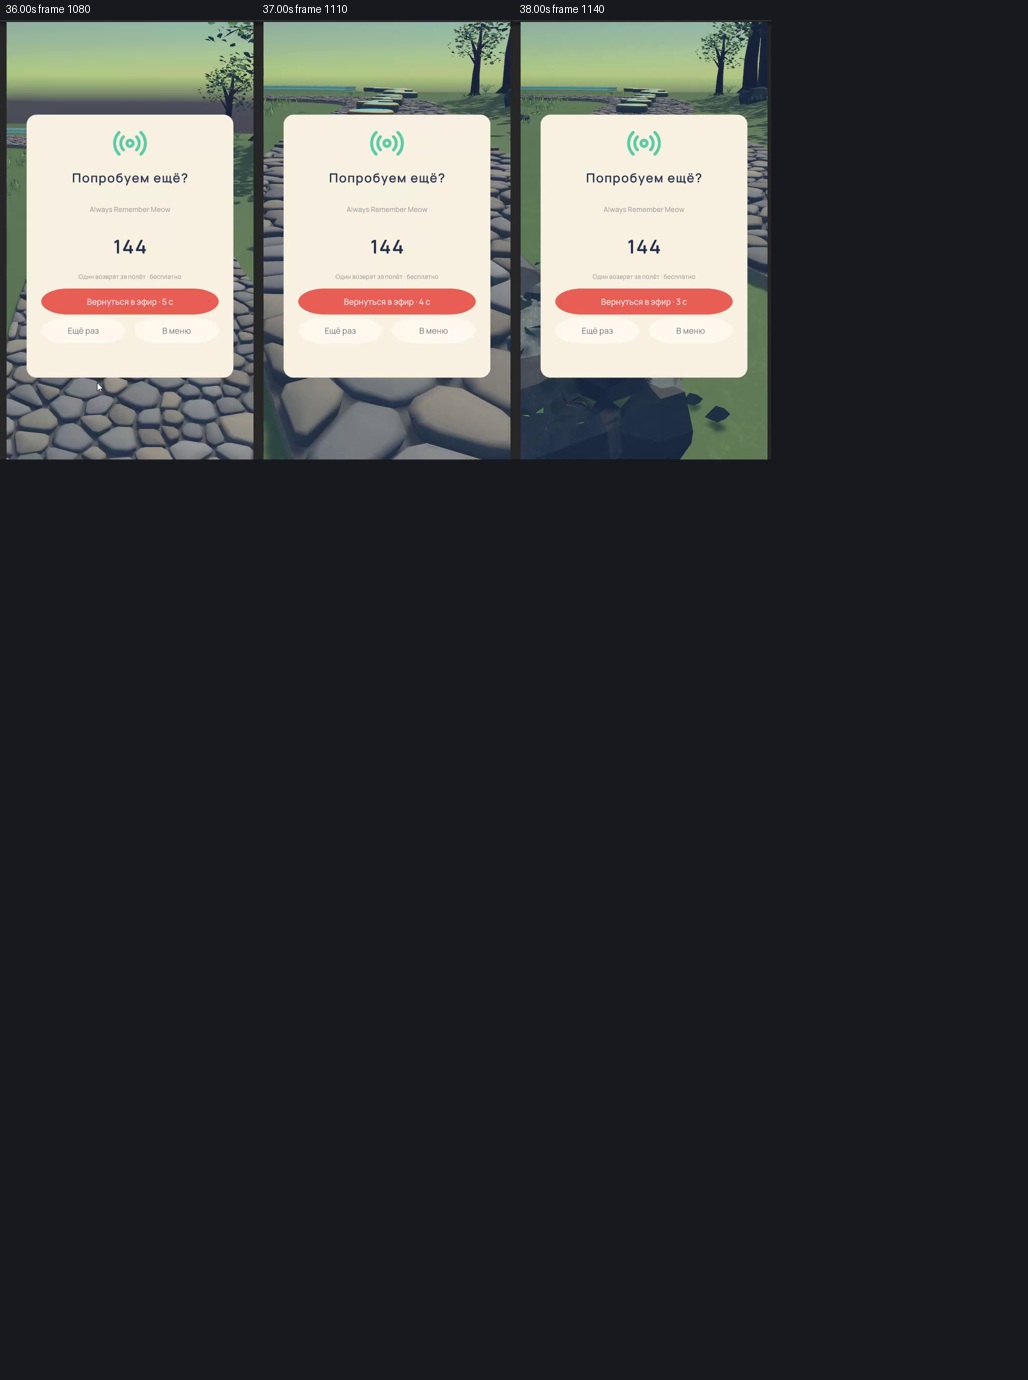 36.00s frame 1080
Попробуем ещё?
Always Remember Meow
144
Один возврат за полёт · бесплатно
Вернуться в эфир · 5 с
Ещё раз
В меню
37.00s frame 1110
Попробуем ещё?
Always Remember Meow
144
Один возврат за полёт · бесплатно
Вернуться в эфир · 4 с
Ещё раз
В меню
38.00s frame 1140
Попробуем ещё?
Always Remember Meow
144
Один возврат за полёт · бесплатно
Вернуться в эфир · 3 с
Ещё раз
В меню